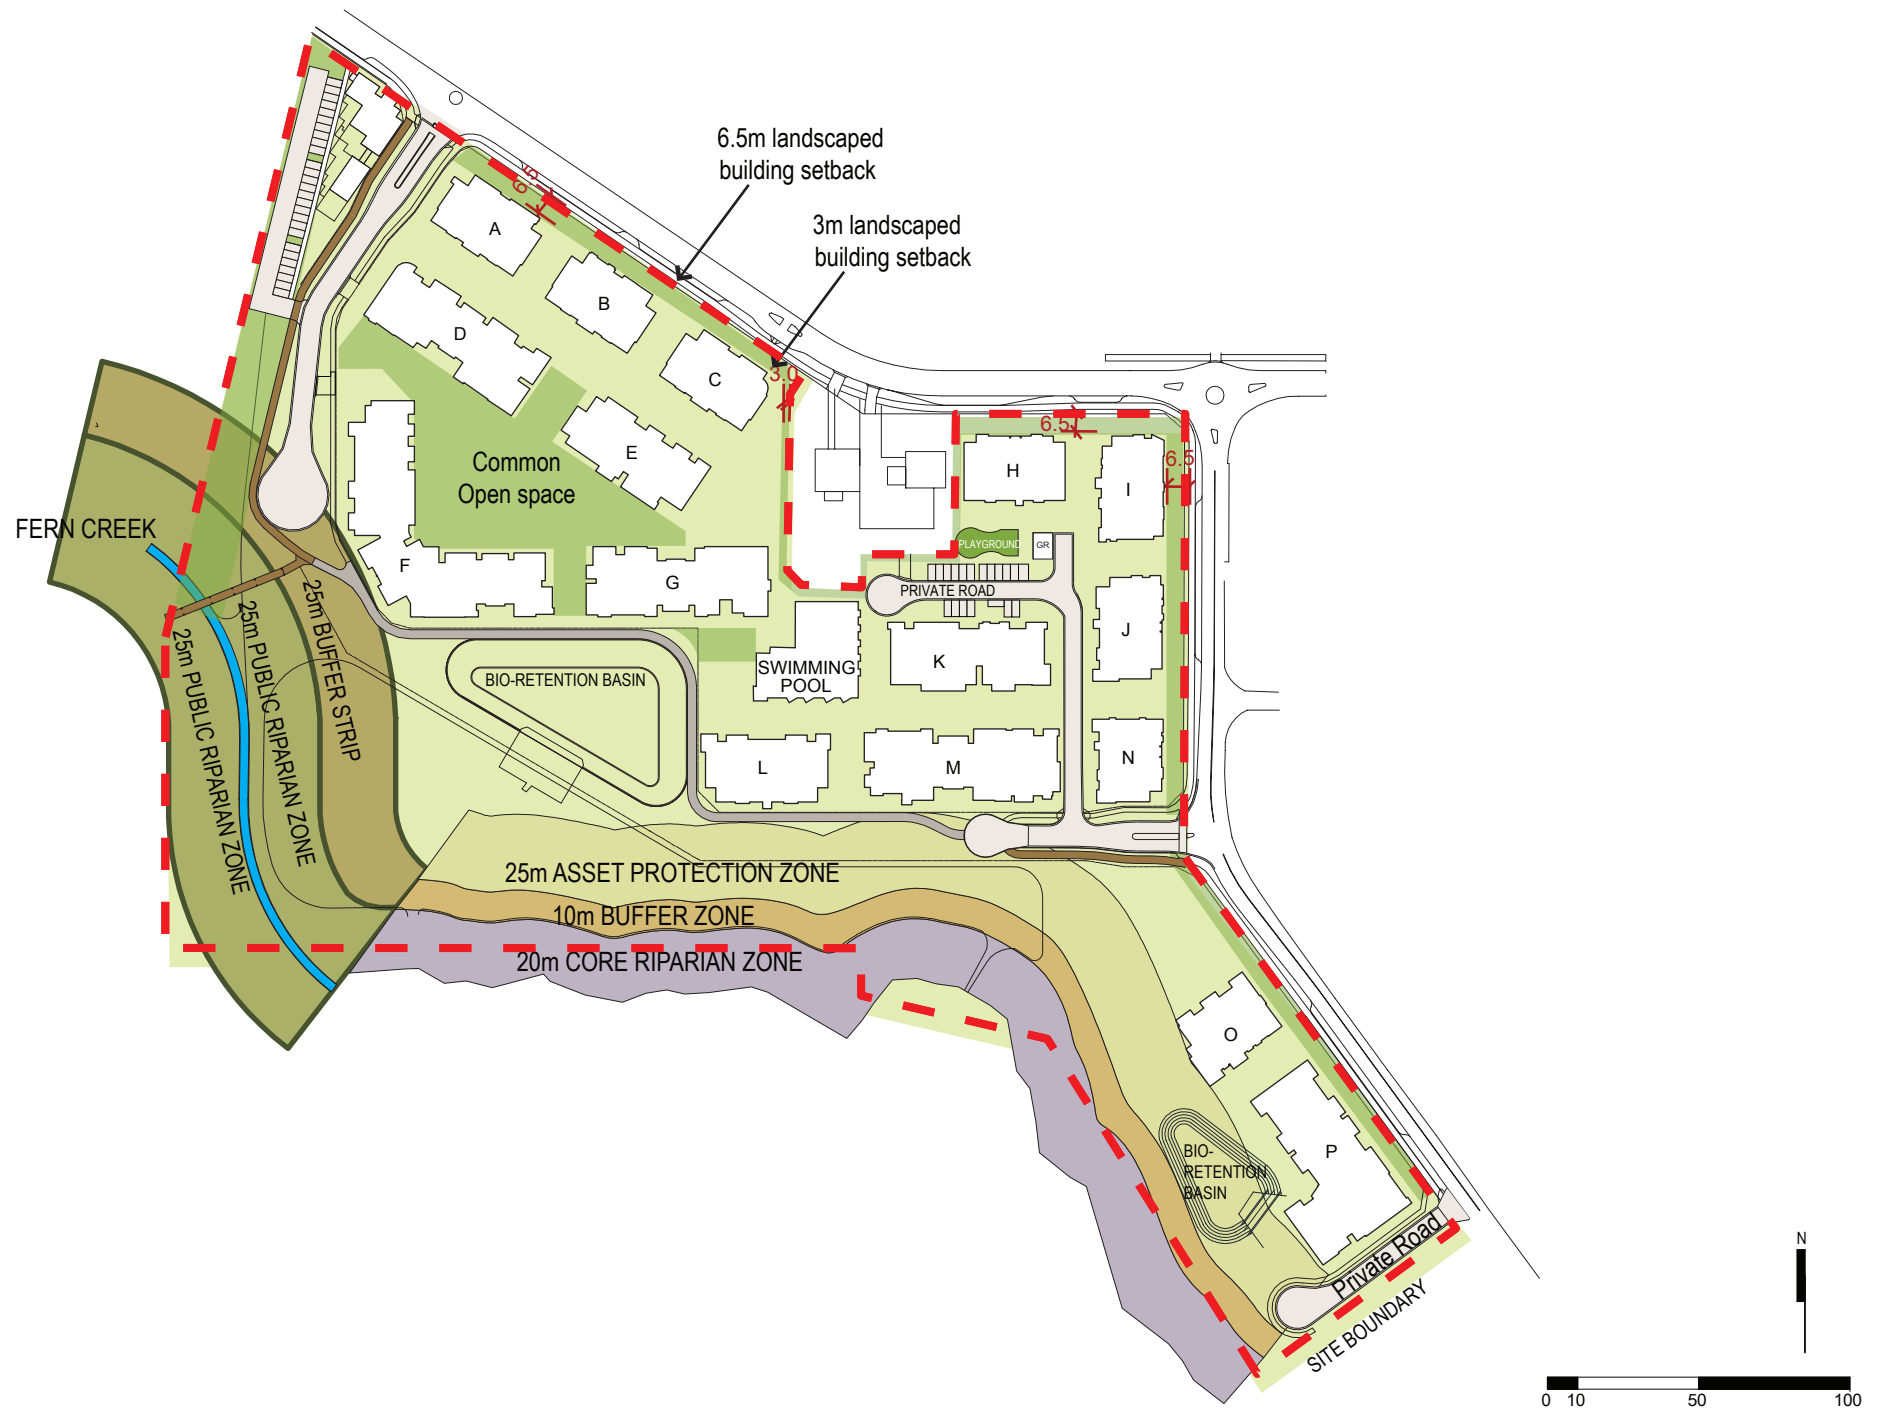 6.5m landscaped
building setback
3m landscaped
building setback
6.5
A
B
C
D
E
F
G
3.0
6.5
6.5
H
I
Common
Open space
FERN CREEK
PLAYGROUND
GR
PRIVATE ROAD
J
K
SWIMMING
POOL
BIO-RETENTION BASIN
25m PUBLIC RIPARIAN ZONE
25m PUBLIC RIPARIAN ZONE
25m BUFFER STRIP
L
M
N
25m ASSET PROTECTION ZONE
10m BUFFER ZONE
20m CORE RIPARIAN ZONE
O
P
BIO-
RETENTION
BASIN
Private Road
SITE BOUNDARY
N
0 10 50 100